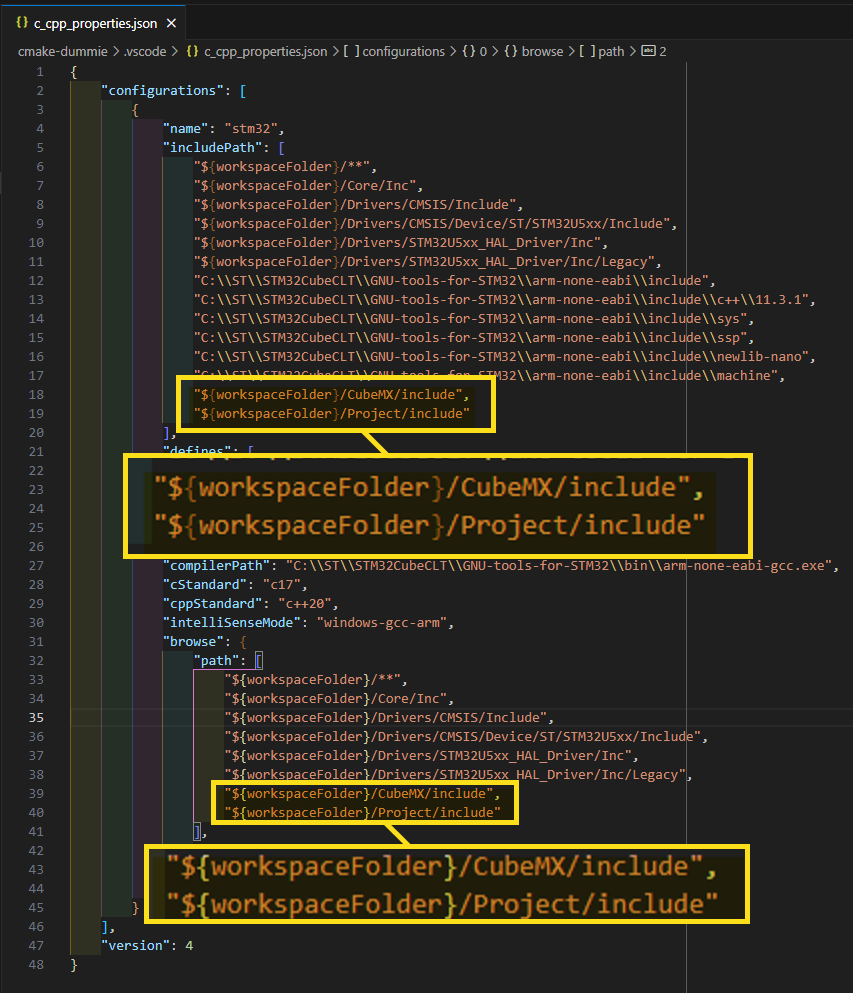 {} c_cpp_properties.json ×
cmake-dummie > .vscode > {} c_cpp_properties.json > [ ] configurations > {} 0 > {} browse > [ ] path > abc 2
1 {
2 "configurations": [
3 {
4 "name": "stm32",
5 "includePath": [
6 "${workspaceFolder}/**",
7 "${workspaceFolder}/Core/Inc",
8 "${workspaceFolder}/Drivers/CMSIS/Include",
9 "${workspaceFolder}/Drivers/CMSIS/Device/ST/STM32U5xx/Include",
10 "${workspaceFolder}/Drivers/STM32U5xx_HAL_Driver/Inc",
11 "${workspaceFolder}/Drivers/STM32U5xx_HAL_Driver/Inc/Legacy",
12 "C:\\ST\\STM32CubeCLT\\GNU-tools-for-STM32\\arm-none-eabi\\include",
13 "C:\\ST\\STM32CubeCLT\\GNU-tools-for-STM32\\arm-none-eabi\\include\\c++\\11.3.1",
14 "C:\\ST\\STM32CubeCLT\\GNU-tools-for-STM32\\arm-none-eabi\\include\\sys",
15 "C:\\ST\\STM32CubeCLT\\GNU-tools-for-STM32\\arm-none-eabi\\include\\ssp",
16 "C:\\ST\\STM32CubeCLT\\GNU-tools-for-STM32\\arm-none-eabi\\include\\newlib-nano",
17 "C:\\ST\\STM32CubeCLT\\GNU-tools-for-STM32\\arm-none-eabi\\include\\machine",
18 "${workspaceFolder}/CubeMX/include",
19 "${workspaceFolder}/Project/include"
20 ],
21 "defines": [
22
23 "${workspaceFolder}/CubeMX/include",
24
25 "${workspaceFolder}/Project/include"
26
27 "compilerPath": "C:\\ST\\STM32CubeCLT\\GNU-tools-for-STM32\\bin\\arm-none-eabi-gcc.exe",
28 "cStandard": "c17",
29 "cppStandard": "c++20",
30 "intelliSenseMode": "windows-gcc-arm",
31 "browse": {
32 "path": [
33 "${workspaceFolder}/**",
34 "${workspaceFolder}/Core/Inc",
35 "${workspaceFolder}/Drivers/CMSIS/Include",
36 "${workspaceFolder}/Drivers/CMSIS/Device/ST/STM32U5xx/Include",
37 "${workspaceFolder}/Drivers/STM32U5xx_HAL_Driver/Inc",
38 "${workspaceFolder}/Drivers/STM32U5xx_HAL_Driver/Inc/Legacy",
39 "${workspaceFolder}/CubeMX/include",
40 "${workspaceFolder}/Project/include"
41 ],
42
43 "${workspaceFolder}/CubeMX/include",
44
"${workspaceFolder}/Project/include"
45 }
46 ],
47 "version": 4
48 }